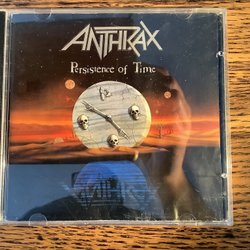 ANTHRAX
Persistence of Time